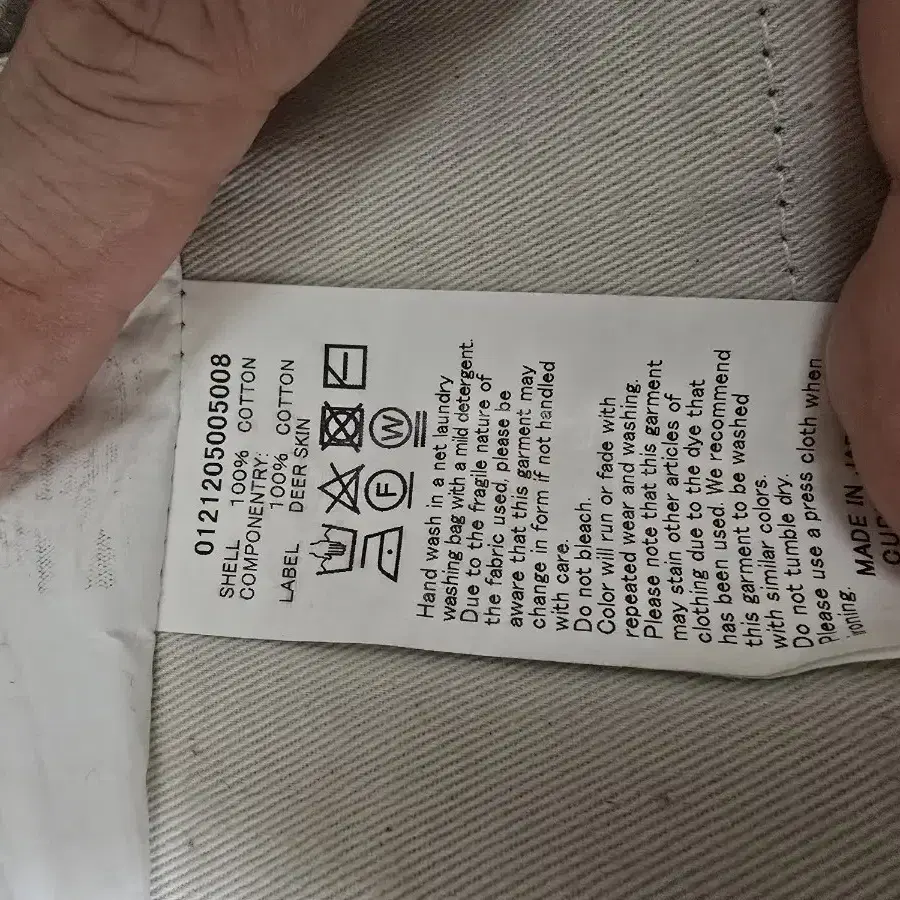 0121205005008
SHELL 100% COTTON
COMPONENTRY:
100% COTTON
LABEL DEER SKIN
F W
Hand wash in a net laundry
washing bag with a mild detergent.
Due to the fragile nature of
the fabric used, please be
aware that this garment may
change in form if not handled
with care.
Do not bleach.
Color will run or fade with
repeated wear and washing.
Please note that this garment
may stain other articles of
clothing due to the dye that
has been used. We recommend
this garment to be washed
with similar colors.
Do not tumble dry.
Please use a press cloth when
ironing.
MADE IN